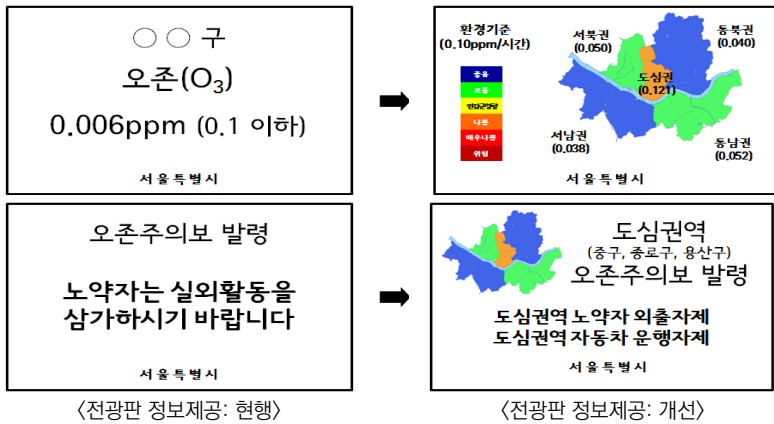 ○○구
오존(O₃)
0.006ppm (0.1 이하)
서울특별시
환경기준
(0.10ppm/시간)
좋음
보통
민감군영향
나쁨
매우나쁨
위험
서북권
(0.050)
동북권
(0.040)
도심권
(0.121)
서남권
(0.038)
동남권
(0.052)
서울특별시
오존주의보 발령
노약자는 실외활동을
삼가하시기 바랍니다
서울특별시
도심권역
(중구, 종로구, 용산구)
오존주의보 발령
도심권역 노약자 외출자제
도심권역 자동차 운행자제
서울특별시
〈전광판 정보제공: 현행〉
〈전광판 정보제공: 개선〉